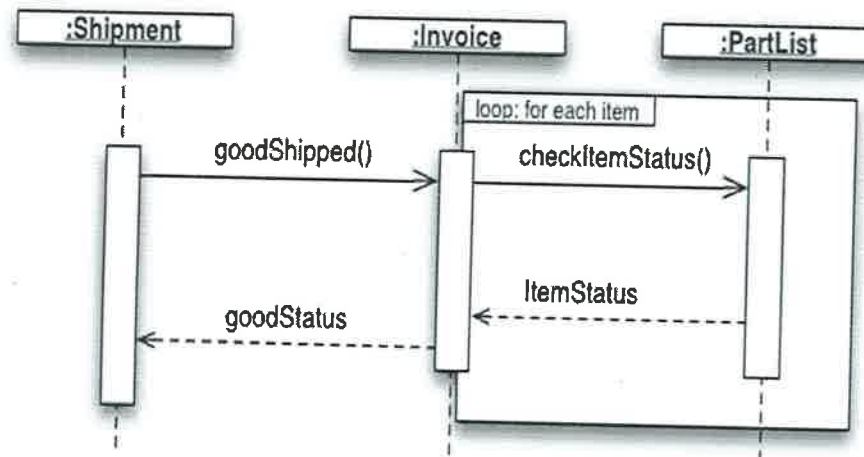 :Shipment
:Invoice
:PartList
loop: for each item
goodShipped()
checkItemStatus()
ItemStatus
goodStatus